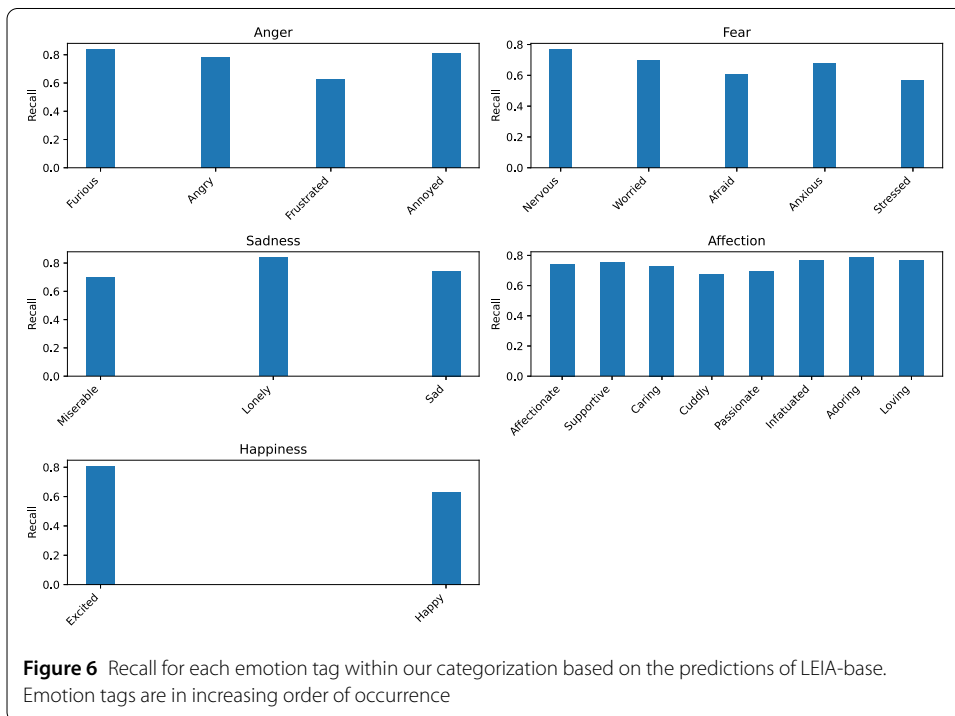 Anger
Recall
0.8
0.6
0.4
0.2
0.0
Furious
Angry
Frustrated
Annoyed
Fear
Recall
0.8
0.6
0.4
0.2
0.0
Nervous
Worried
Afraid
Anxious
Stressed
Sadness
Recall
0.8
0.6
0.4
0.2
0.0
Miserable
Lonely
Sad
Affection
Recall
0.8
0.6
0.4
0.2
0.0
Affectionate
Supportive
Caring
Cuddly
Passionate
Infatuated
Adoring
Loving
Happiness
Recall
0.8
0.6
0.4
0.2
0.0
Excited
Happy
Figure 6 Recall for each emotion tag within our categorization based on the predictions of LEIA-base.
Emotion tags are in increasing order of occurrence